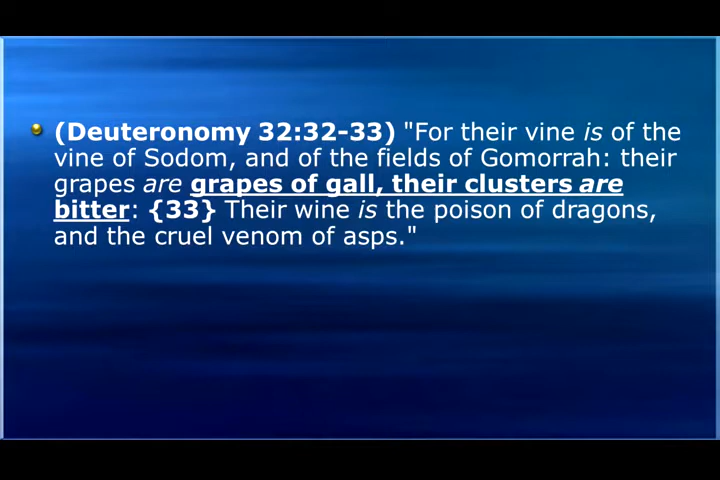 (Deuteronomy 32:32-33) "For their vine is of the
vine of Sodom, and of the fields of Gomorrah: their
grapes are grapes of gall, their clusters are
bitter: {33} Their wine is the poison of dragons,
and the cruel venom of asps."